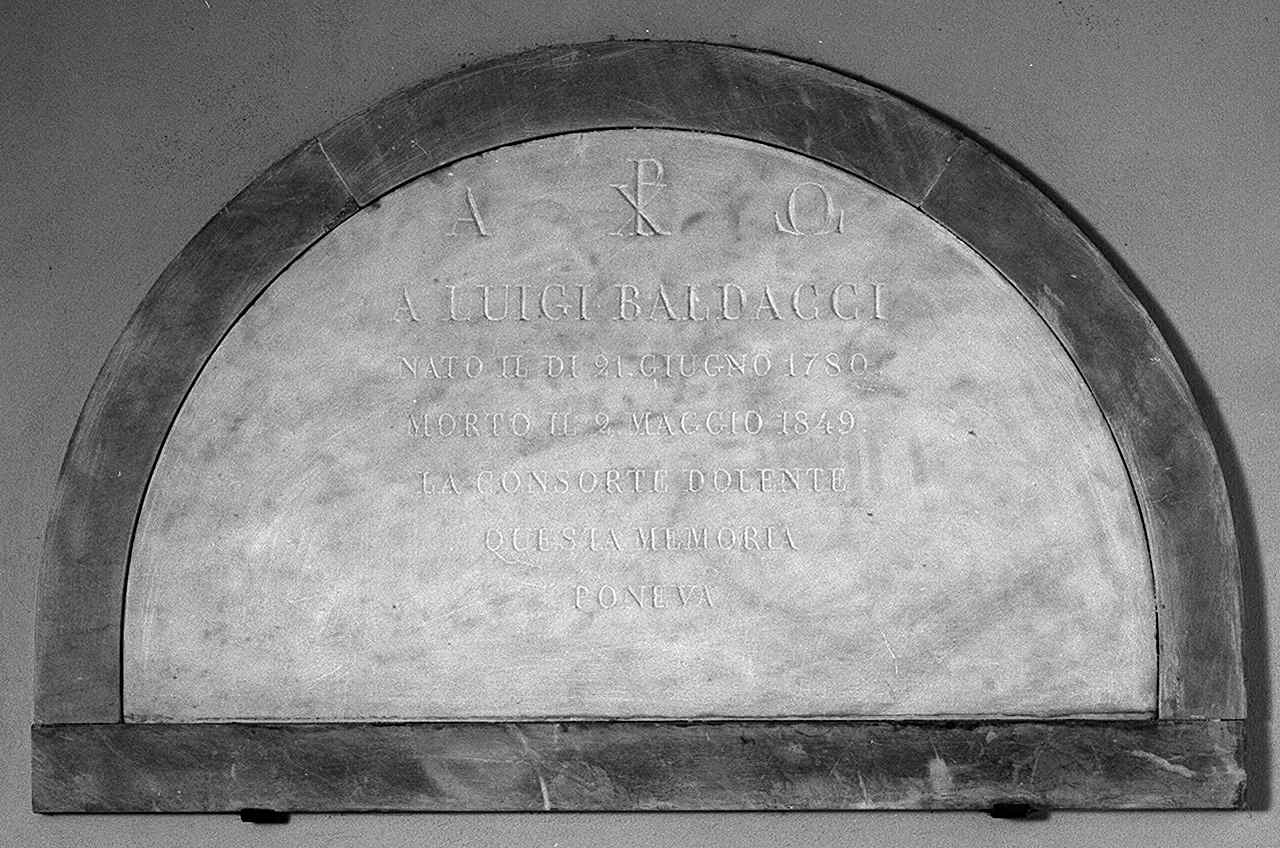 Α ☧ Ω
A LUIGI BALDACCI
NATO IL DI 21 GIUGNO 1780.
MORTO IL 2 MAGGIO 1849
LA CONSORTE DOLENTE
QUESTA MEMORIA
PONEVA